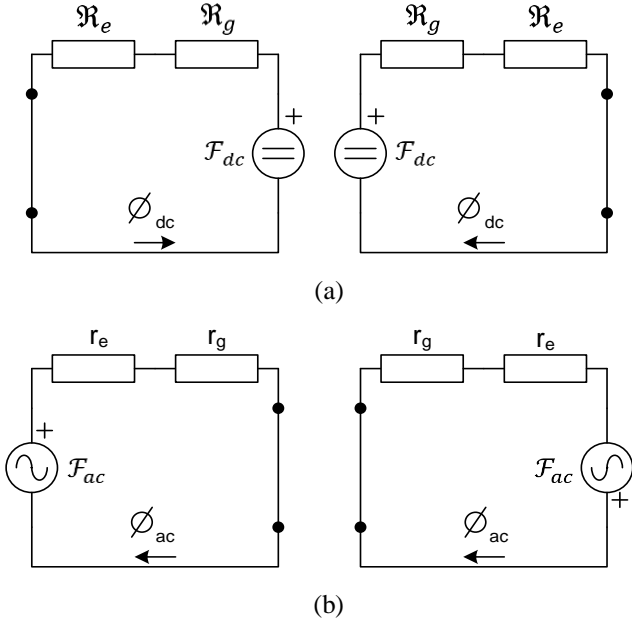 ℜe ℜg ℜg ℜe
+ +
ℱdc ℱdc
∅dc ∅dc
(a)
re rg rg re
+
ℱac ℱac
+
∅ac ∅ac
(b)